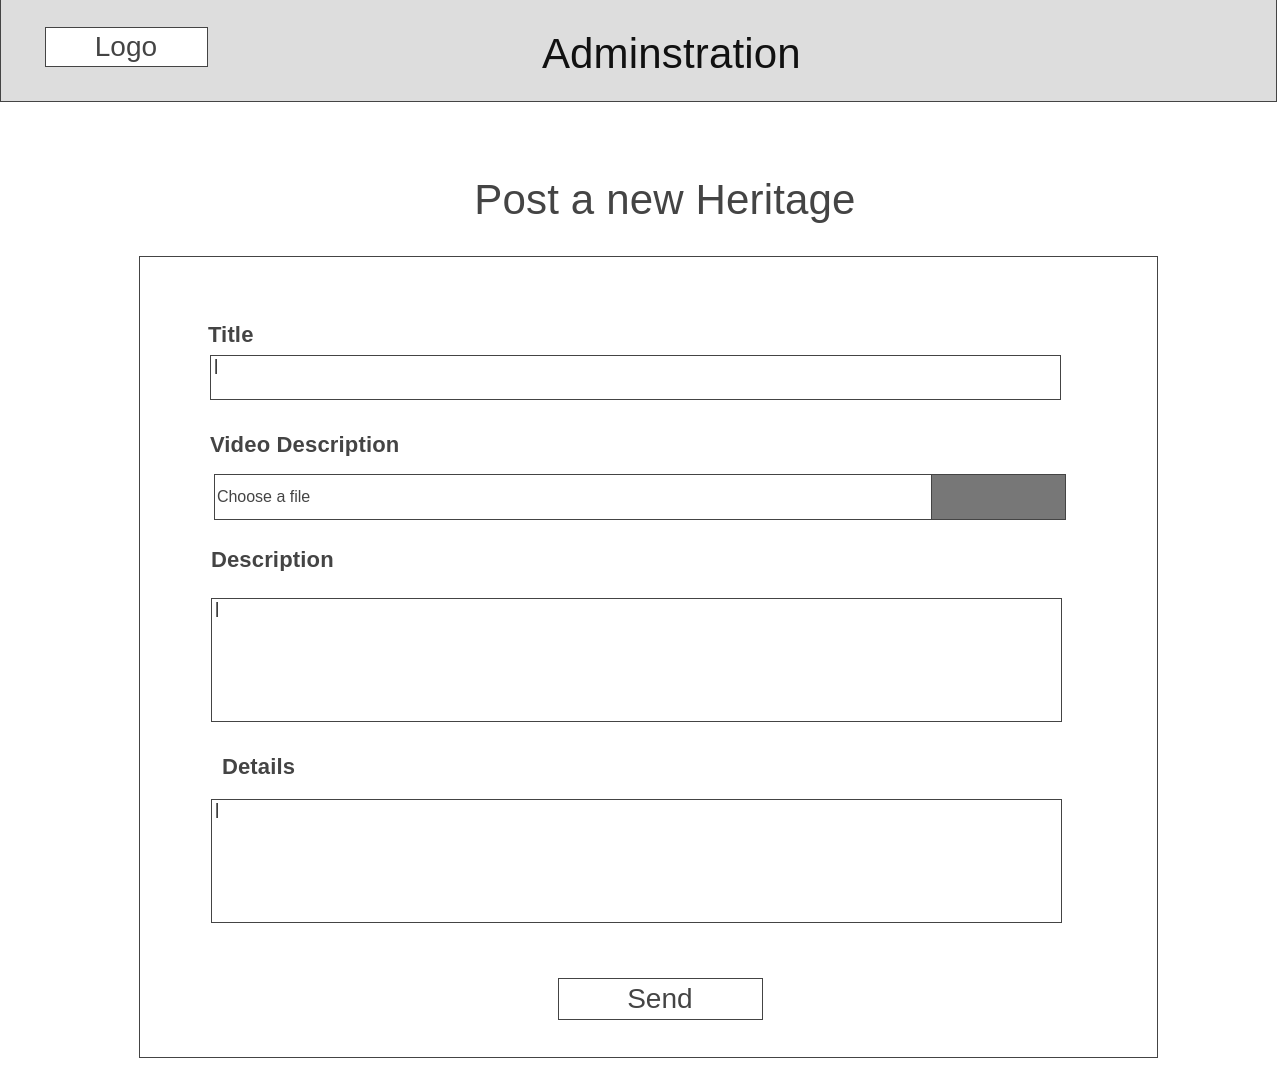 Logo
Adminstration
Post a new Heritage
Title
Video Description
Choose a file
Description
Details
Send